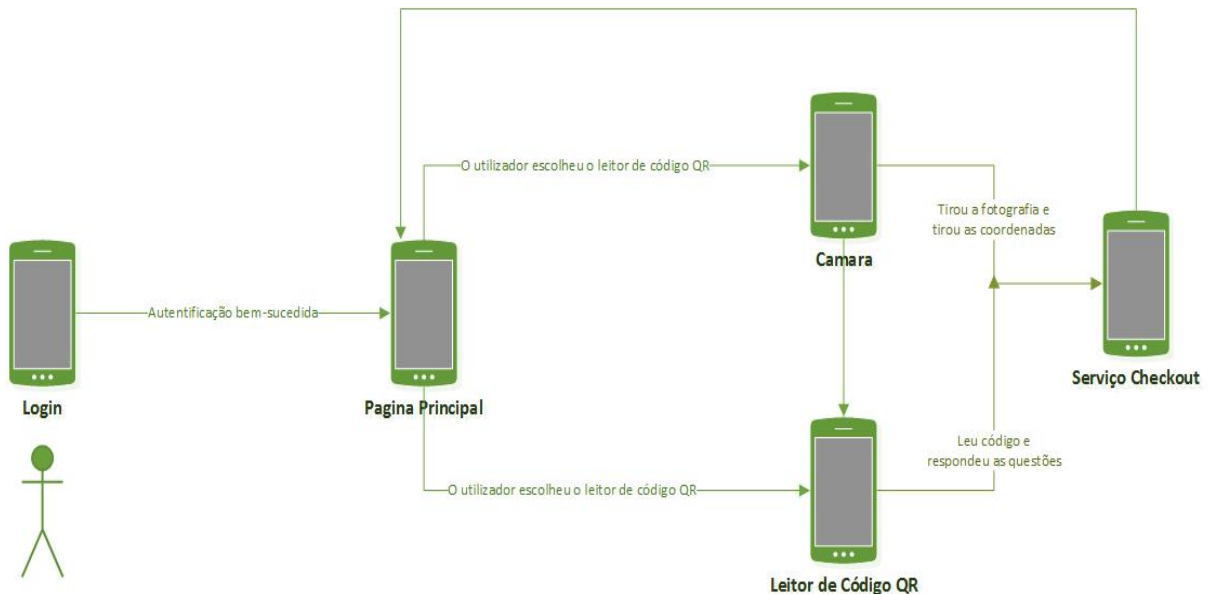 O utilizador escolheu o leitor de código QR
Tirou a fotografia e
tirou as coordenadas
Camara
Autentificação bem-sucedida
Serviço Checkout
Login
Pagina Principal
Leu código e
respondeu as questões
O utilizador escolheu o leitor de código QR
Leitor de Código QR